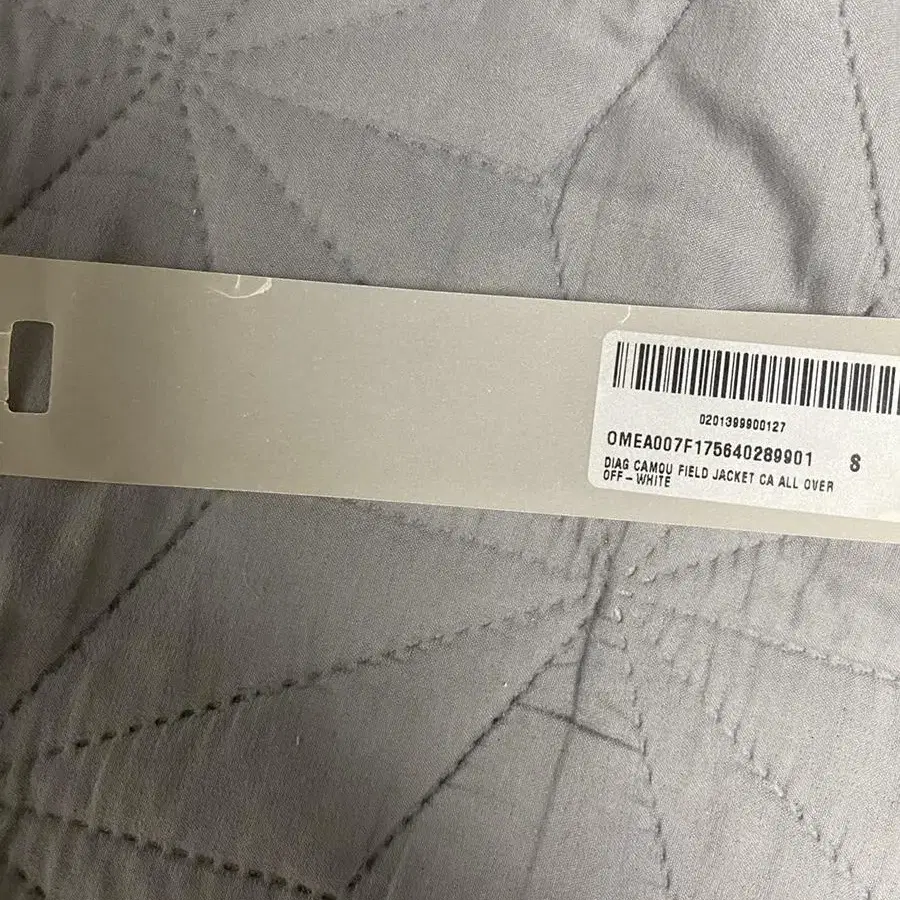 0201399900127
OMEA007F175640289901 S
DIAG CAMOU FIELD JACKET CA ALL OVER
OFF-WHITE